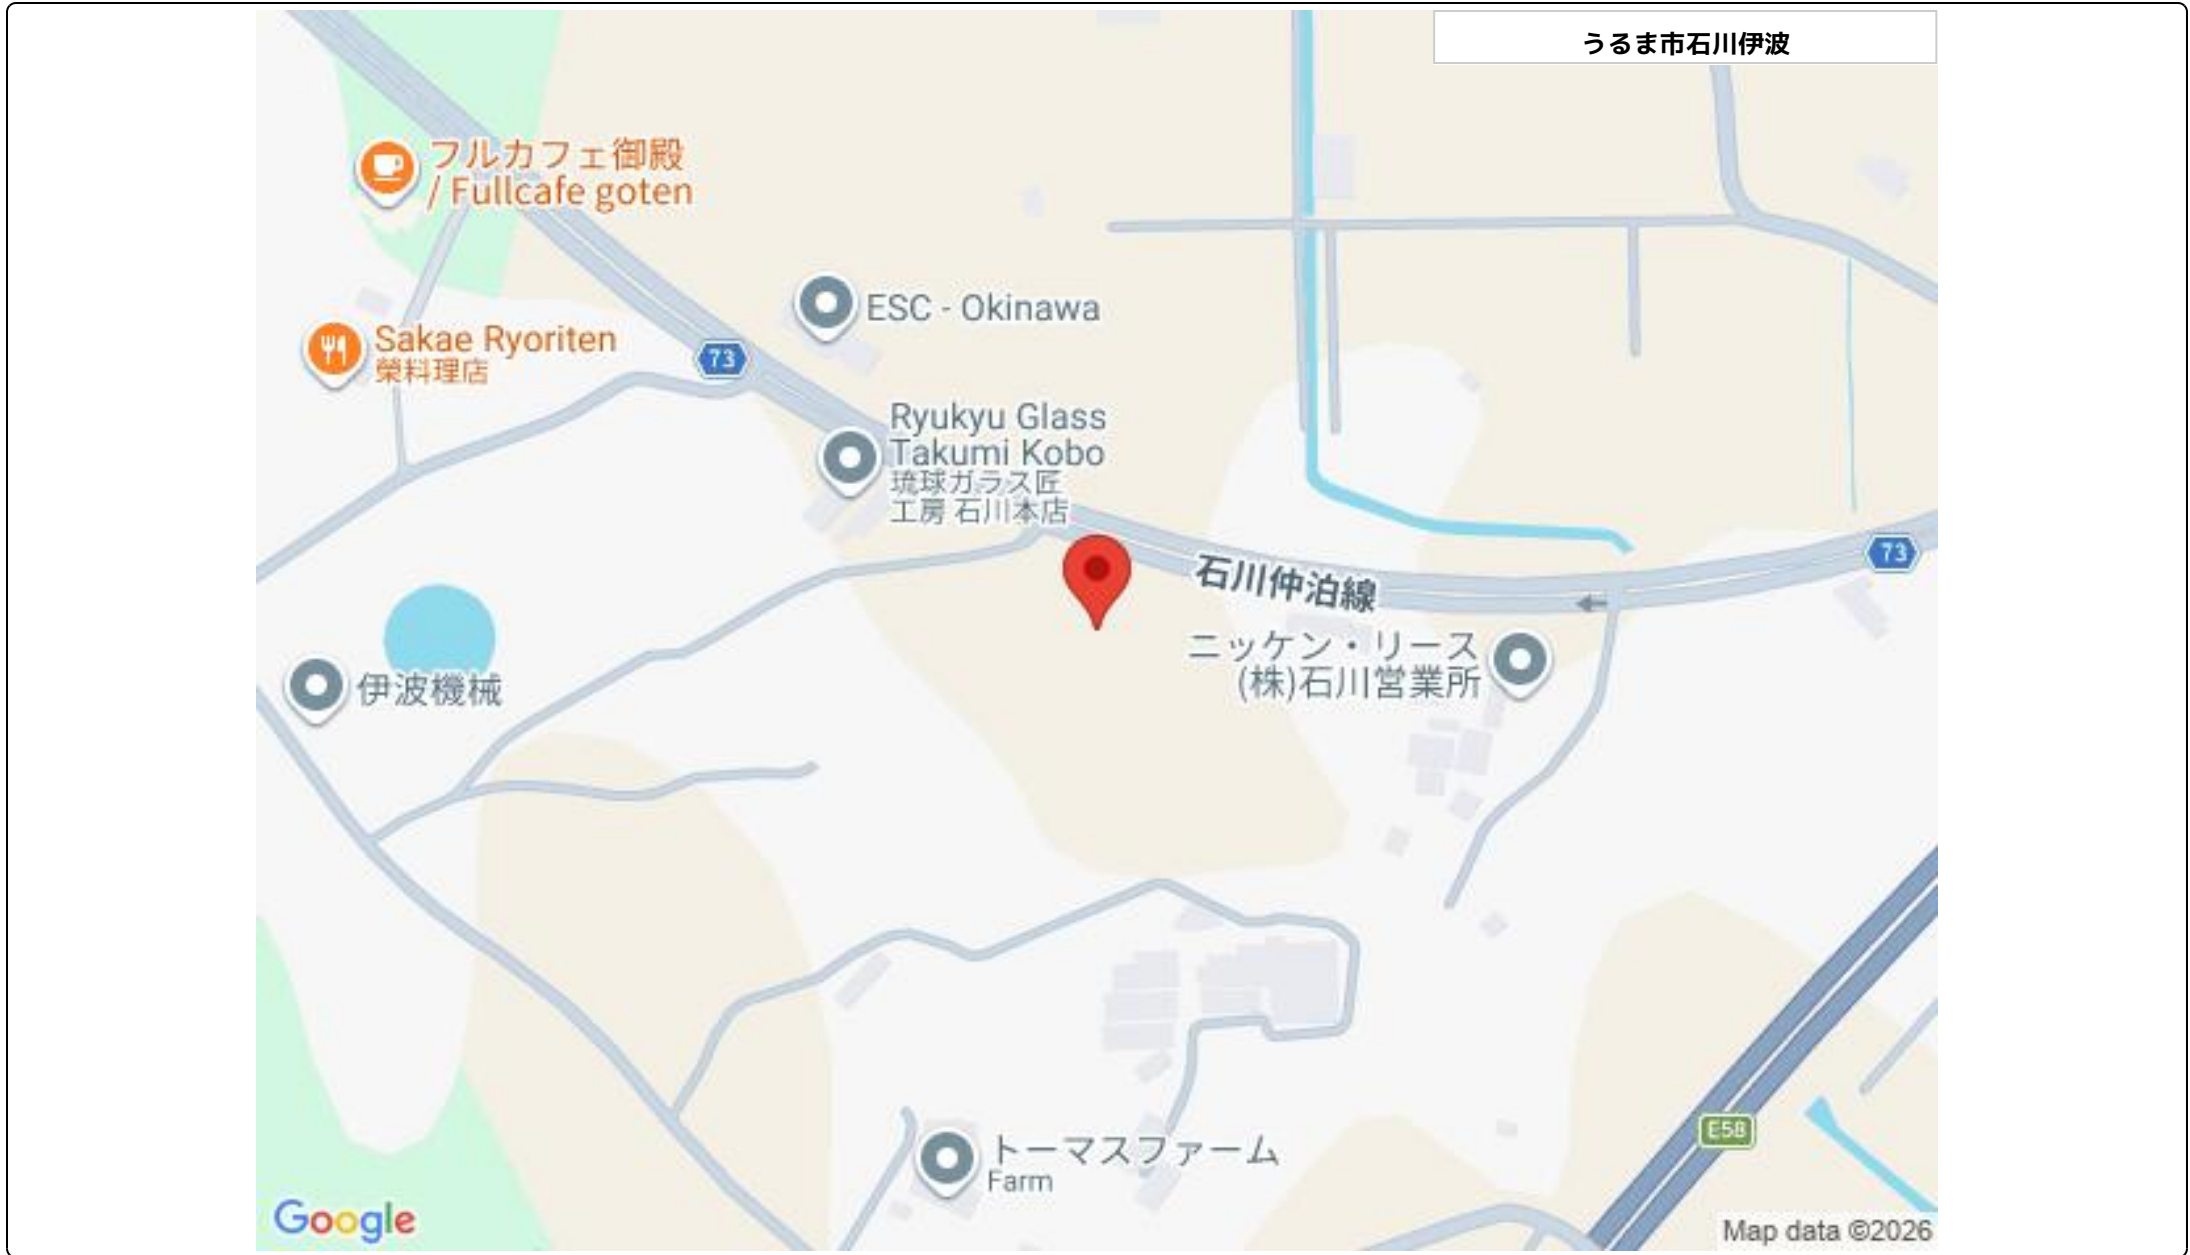 うるま市石川伊波
フルカフェ御殿
/ Fullcafe goten
ESC - Okinawa
Sakae Ryoriten
榮料理店
73
Ryukyu Glass
Takumi Kobo
琉球ガラス匠
工房 石川本店
石川仲泊線
73
ニッケン・リース
(株)石川営業所
伊波機械
E58
トーマスファーム
Farm
Google
Map data ©2026